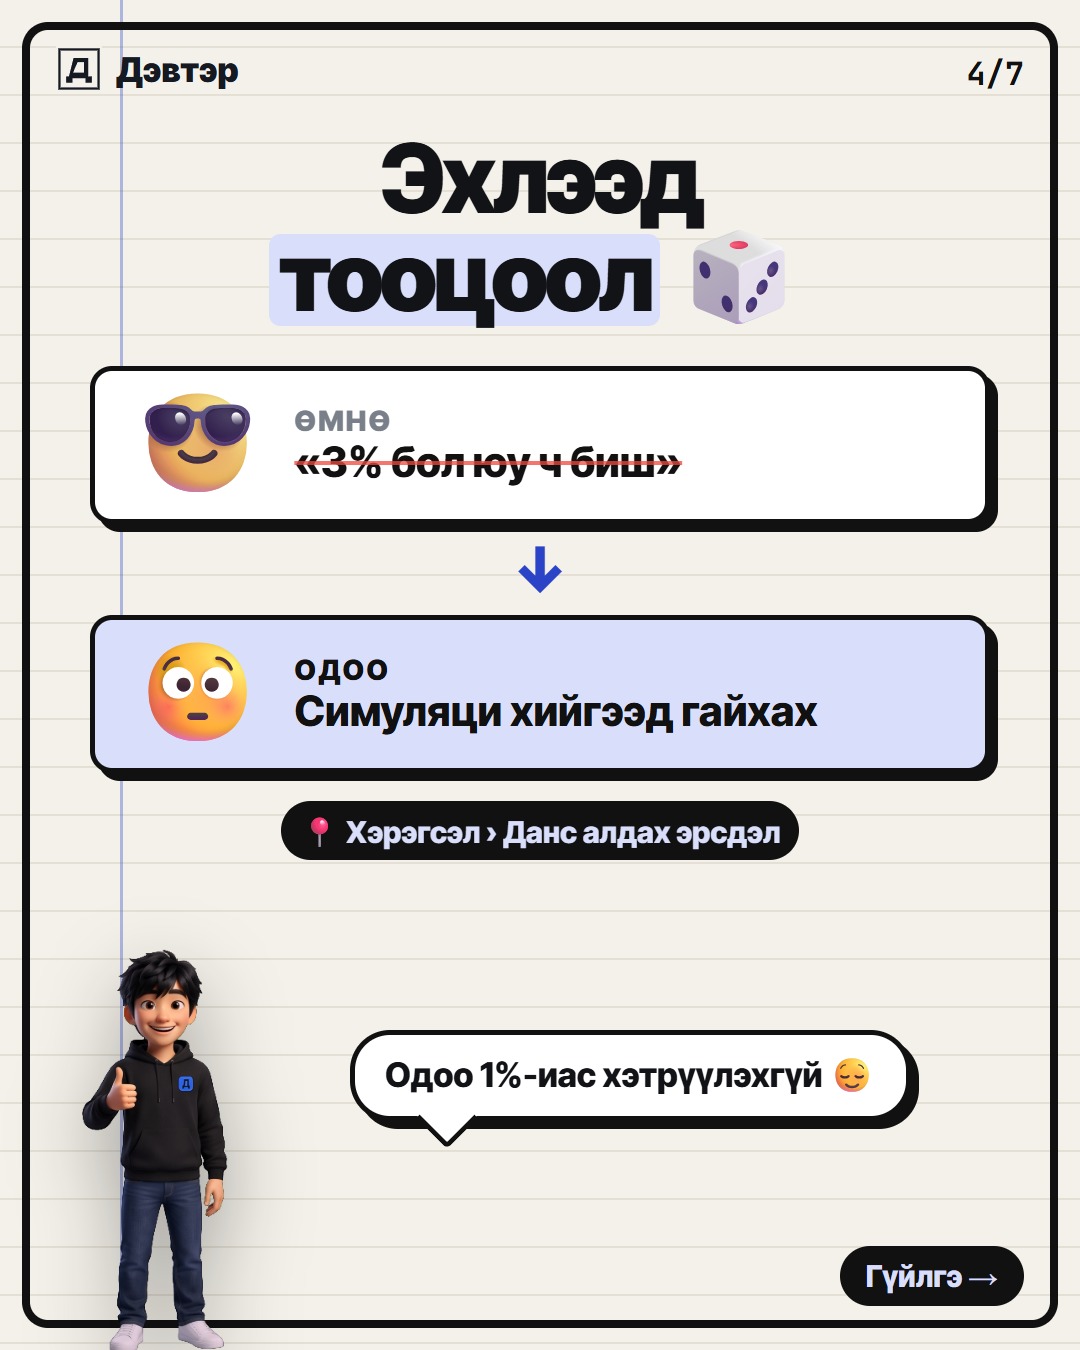 Д Дэвтэр
4/7
Эхлээд
тооцоол
өмнө
«3% бол юу ч биш»
↓
одоо
Симуляци хийгээд гайхах
Хэрэгсэл › Данс алдах эрсдэл
Д
Одоо 1%-иас хэтрүүлэхгүй
Гүйлгэ →